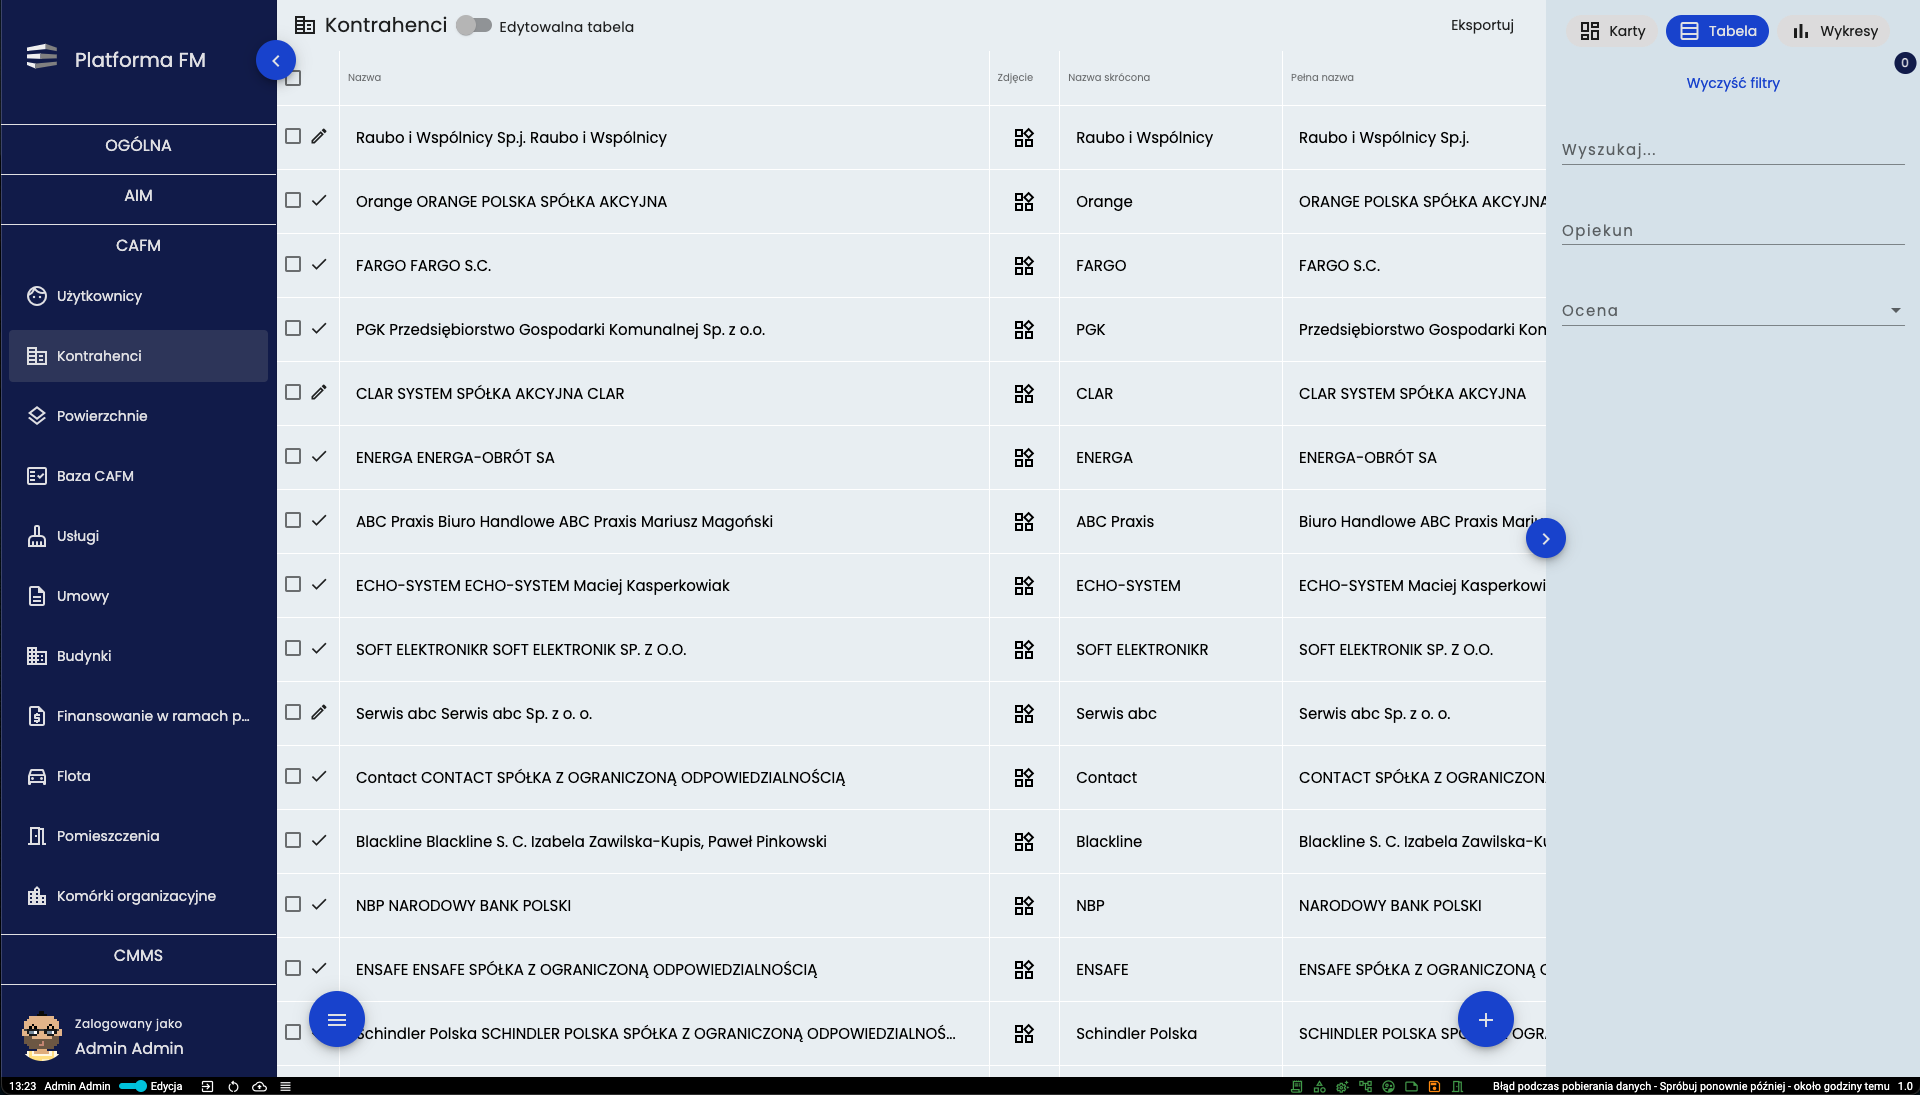 Platforma FM
OGÓLNA
AIM
CAFM
Użytkownicy
Kontrahenci
Powierzchnie
Baza CAFM
Usługi
Umowy
Budynki
Finansowanie w ramach p...
Flota
Pomieszczenia
Komórki organizacyjne
CMMS
Zalogowany jako
Admin Admin
Kontrahenci
Edytowalna tabela
Eksportuj
Nazwa Zdjęcie Nazwa skrócona Pełna nazwa
Raubo i Wspólnicy Sp.j. Raubo i Wspólnicy Raubo i Wspólnicy Raubo i Wspólnicy Sp.j.
Orange ORANGE POLSKA SPÓŁKA AKCYJNA Orange ORANGE POLSKA SPÓŁKA AKCYJNA
FARGO FARGO S.C. FARGO FARGO S.C.
PGK Przedsiębiorstwo Gospodarki Komunalnej Sp. z o.o. PGK Przedsiębiorstwo Gospodarki Kom
CLAR SYSTEM SPÓŁKA AKCYJNA CLAR CLAR CLAR SYSTEM SPÓŁKA AKCYJNA
ENERGA ENERGA-OBRÓT SA ENERGA ENERGA-OBRÓT SA
ABC Praxis Biuro Handlowe ABC Praxis Mariusz Magoński ABC Praxis Biuro Handlowe ABC Praxis Mariu
ECHO-SYSTEM ECHO-SYSTEM Maciej Kasperkowiak ECHO-SYSTEM ECHO-SYSTEM Maciej Kasperkowi
SOFT ELEKTRONIKR SOFT ELEKTRONIK SP. Z O.O. SOFT ELEKTRONIKR SOFT ELEKTRONIK SP. Z O.O.
Serwis abc Serwis abc Sp. z o. o. Serwis abc Serwis abc Sp. z o. o.
Contact CONTACT SPÓŁKA Z OGRANICZONĄ ODPOWIEDZIALNOŚCIĄ Contact CONTACT SPÓŁKA Z OGRANICZON
Blackline Blackline S. C. Izabela Zawilska-Kupis, Paweł Pinkowski Blackline Blackline S. C. Izabela Zawilska-Ku
NBP NARODOWY BANK POLSKI NBP NARODOWY BANK POLSKI
ENSAFE ENSAFE SPÓŁKA Z OGRANICZONĄ ODPOWIEDZIALNOŚCIĄ ENSAFE ENSAFE SPÓŁKA Z OGRANICZONĄ
Schindler Polska SCHINDLER POLSKA SPÓŁKA Z OGRANICZONĄ ODPOWIEDZIALNOŚ... Schindler Polska SCHINDLER POLSKA
Karty Tabela Wykresy
0
Wyczyść filtry
Wyszukaj...
Opiekun
Ocena
13:23 Admin Admin Edycja Błąd podczas pobierania danych - Spróbuj ponownie później - około godziny temu 1.0